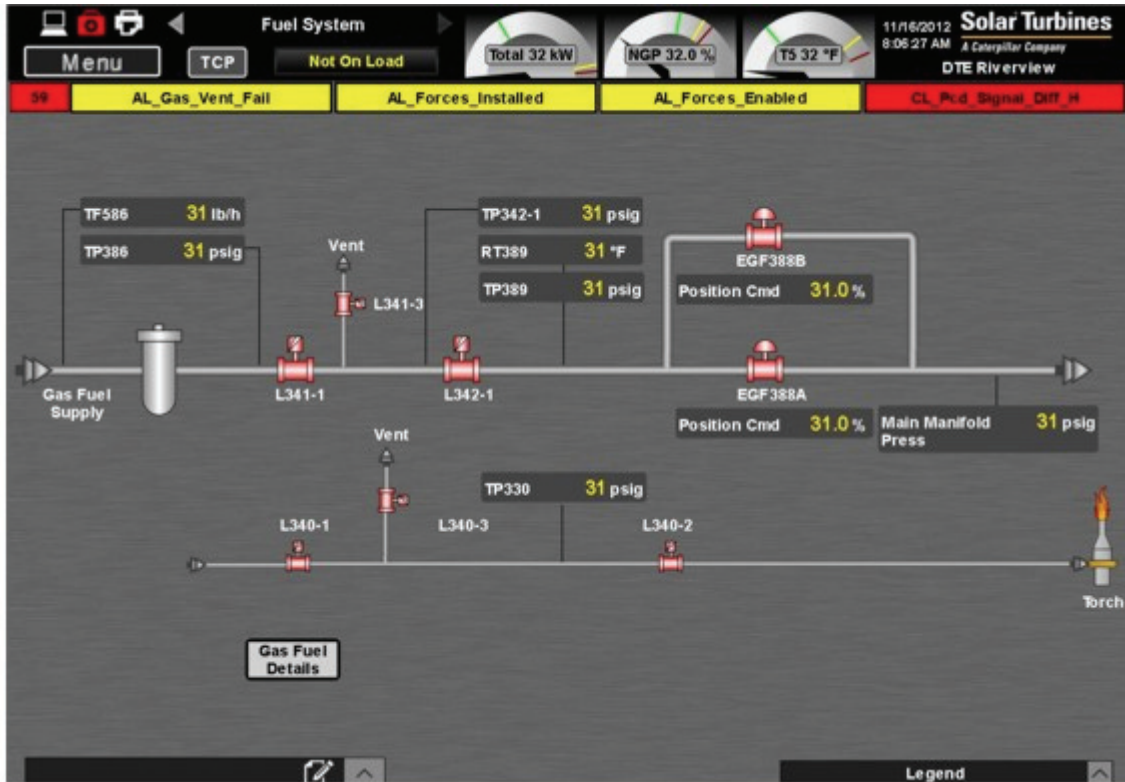 Fuel System
Total 32 kW
NGP 32.0 %
T5 32 °F
11/16/2012
8:06:27 AM
Solar Turbines
A Caterpillar Company
DTE Riverview
Menu
TCP
Not On Load
59
AL_Gas_Vent_Fail
AL_Forces_Installed
AL_Forces_Enabled
CL_Pcd_Signal_Diff_H
TF586 31 lb/h
TP386 31 psig
Vent
L341-3
TP342-1 31 psig
RT389 31 °F
TP389 31 psig
EGF388B
Position Cmd 31.0 %
Gas Fuel
Supply
L341-1
L342-1
EGF388A
Position Cmd 31.0 %
Main Manifold
Press
31 psig
Vent
TP330 31 psig
L340-1
L340-3
L340-2
Torch
Gas Fuel
Details
Legend